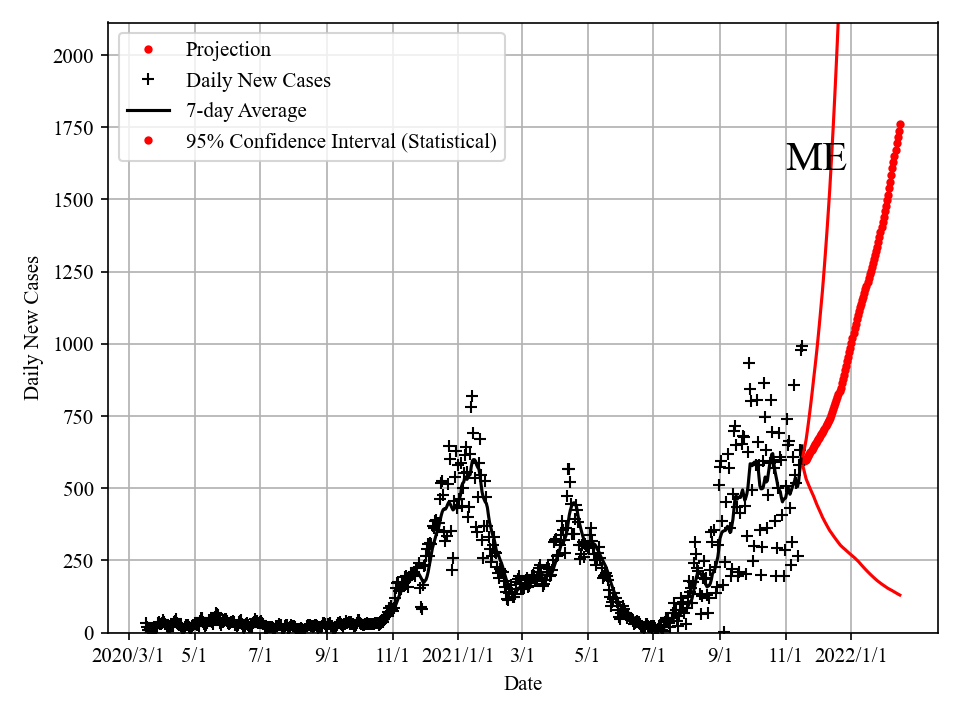 Projection
Daily New Cases
7-day Average
95% Confidence Interval (Statistical)
ME
Daily New Cases
2000
1750
1500
1250
1000
750
500
250
0
2020/3/1 5/1 7/1 9/1 11/1 2021/1/1 3/1 5/1 7/1 9/1 11/1 2022/1/1
Date